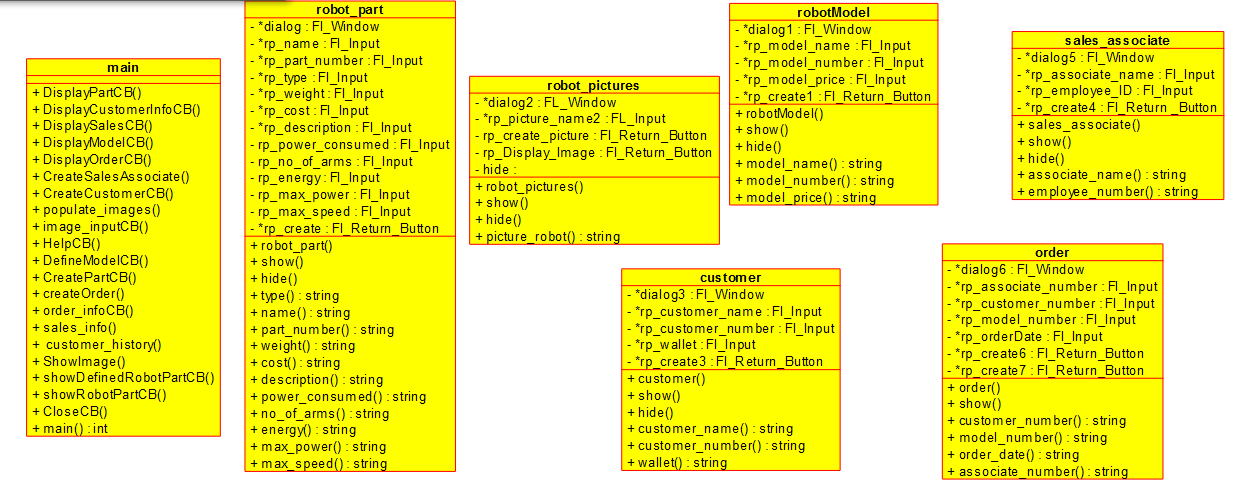 main
+ DisplayPartCB()
+ DisplayCustomerInfoCB()
+ DisplaySalesCB()
+ DisplayModelCB()
+ DisplayOrderCB()
+ CreateSalesAssociate()
+ CreateCustomerCB()
+ populate_images()
+ image_inputCB()
+ HelpCB()
+ DefineModelCB()
+ CreatePartCB()
+ createOrder()
+ order_infoCB()
+ sales_info()
+ customer_history()
+ ShowImage()
+ showDefinedRobotPartCB()
+ showRobotPartCB()
+ CloseCB()
+ main() : int
robot_part
- *dialog : Fl_Window
- *rp_name : Fl_Input
- *rp_part_number : Fl_Input
- *rp_type : Fl_Input
- *rp_weight : Fl_Input
- *rp_cost : Fl_Input
- *rp_description : Fl_Input
- rp_power_consumed : Fl_Input
- rp_no_of_arms : Fl_Input
- rp_energy : Fl_Input
- rp_max_power : Fl_Input
- rp_max_speed : Fl_Input
- *rp_create : Fl_Return_Button
+ robot_part()
+ show()
+ hide()
+ type() : string
+ name() : string
+ part_number() : string
+ weight() : string
+ cost() : string
+ description() : string
+ power_consumed() : string
+ no_of_arms() : string
+ energy() : string
+ max_power() : string
+ max_speed() : string
robot_pictures
- *dialog2 : FL_Window
- *rp_picture_name2 : FL_Input
- rp_create_picture : Fl_Return_Button
- rp_Display_Image : Fl_Return_Button
- hide :
+ robot_pictures()
+ show()
+ hide()
+ picture_robot() : string
robotModel
- *dialog1 : Fl_Window
- *rp_model_name : Fl_Input
- *rp_model_number : Fl_Input
- *rp_model_price : Fl_Input
- *rp_create1 : Fl_Return_Button
+ robotModel()
+ show()
+ hide()
+ model_name() : string
+ model_number() : string
+ model_price() : string
customer
- *dialog3 : Fl_Window
- *rp_customer_name : Fl_Input
- *rp_customer_number : Fl_Input
- *rp_wallet : Fl_Input
- *rp_create3 : Fl_Return_Button
+ customer()
+ show()
+ hide()
+ customer_name() : string
+ customer_number() : string
+ wallet() : string
sales_associate
- *dialog5 : Fl_Window
- *rp_associate_name : Fl_Input
- *rp_employee_ID : Fl_Input
- *rp_create4 : Fl_Return_Button
+ sales_associate()
+ show()
+ hide()
+ associate_name() : string
+ employee_number() : string
order
- *dialog6 : Fl_Window
- *rp_associate_number : Fl_Input
- *rp_customer_number : Fl_Input
- *rp_model_number : Fl_Input
- *rp_orderDate : Fl_Input
- *rp_create6 : Fl_Return_Button
- *rp_create7 : Fl_Return_Button
+ order()
+ show()
+ customer_number() : string
+ model_number() : string
+ order_date() : string
+ associate_number() : string